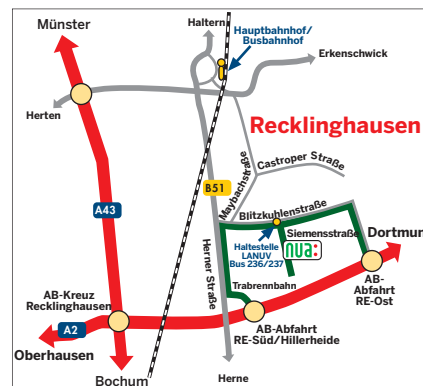 Münster
Haltern
Hauptbahnhof/
Busbahnhof
Erkenschwick
Herten
Recklinghausen
Maybachstraße
Castroper Straße
B51
A43
Blitzkuhlenstraße
Haltestelle
LANUV
Bus 236/237
Siemensstraße
nua:
Dortmund
Herner Straße
Trabrennbahn
AB-Kreuz
Recklinghausen
AB-
Abfahrt
RE-Ost
A2
AB-Abfahrt
RE-Süd/Hillerheide
Oberhausen
Bochum
Herne